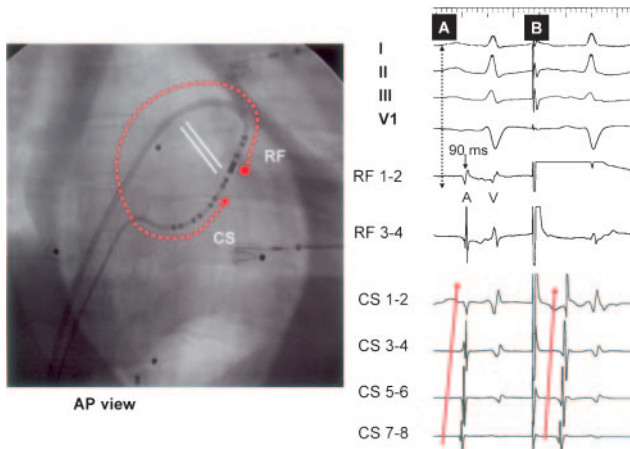 RF
CS
AP view
A
B
I
II
III
V1
90 ms
RF 1-2
A V
RF 3-4
CS 1-2
CS 3-4
CS 5-6
CS 7-8